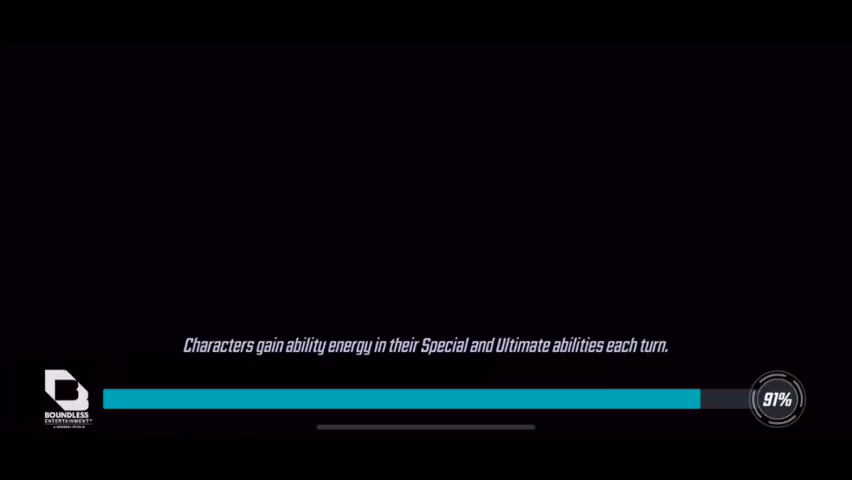 Characters gain ability energy in their Special and Ultimate abilities each turn.
BOUNDLESS
ENTERTAINMENT
91%